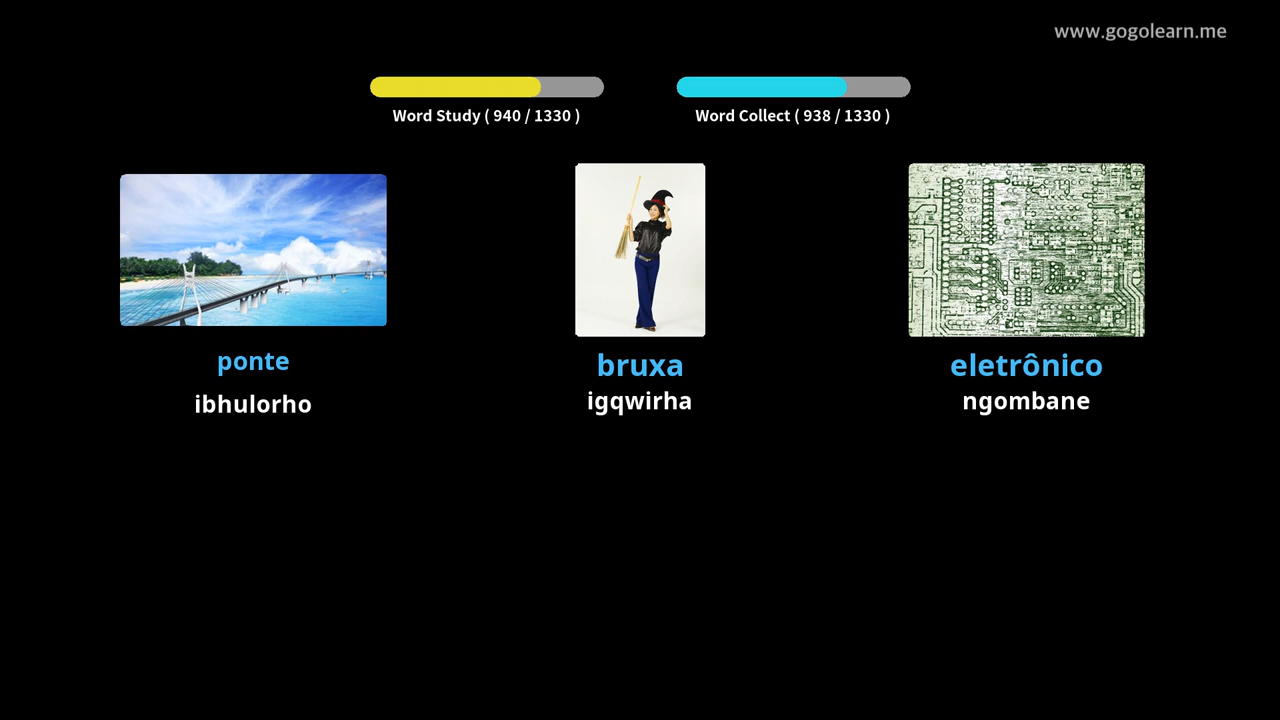 www.gogolearn.me
Word Study ( 940 / 1330 )
Word Collect ( 938 / 1330 )
ponte
ibhulorho
bruxa
igqwirha
eletrônico
ngombane